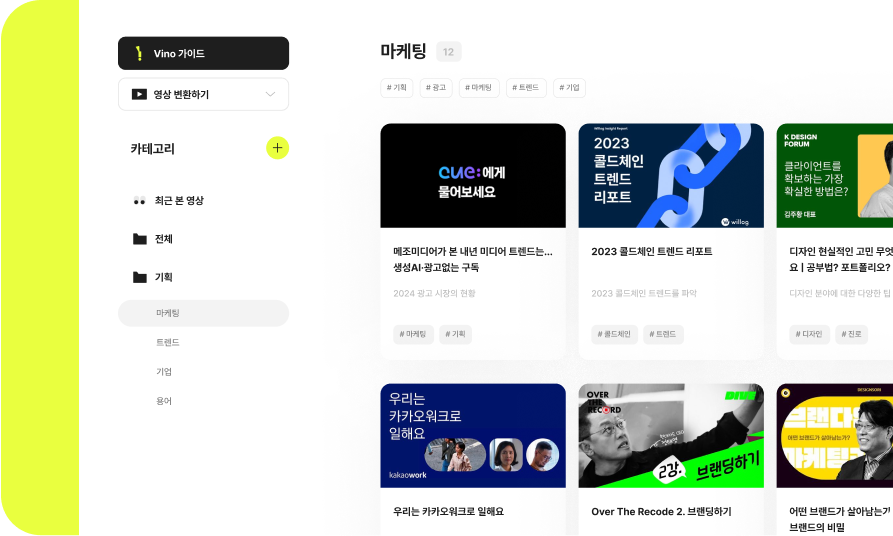 Vino 가이드
영상 변환하기
카테고리
최근 본 영상
전체
기획
마케팅
트렌드
기업
용어
마케팅 12
# 기획 # 광고 # 마케팅 # 트렌드 # 기업
cue:에게
물어보세요
메조미디어가 본 내년 미디어 트렌드는...
생성AI·광고없는 구독
2024 광고 시장의 현황
# 마케팅 # 기획
Willog Insight Report
2023
콜드체인
트렌드
리포트
willog
2023 콜드체인 트렌드 리포트
2023 콜드체인 트렌드를 파악
# 콜드체인 # 트렌드
K DESIGN
FORUM
클라이언트를
확보하는 가장
확실한 방법은?
김주황 대표
디자인 현실적인 고민 무엇
요 | 공부법? 포트폴리오?
디자인 분야에 대한 다양한 팁
# 디자인 # 진로
우리는
카카오워크로
일해요
kakaowork
우리는 카카오워크로 일해요
OVER
THE
RECORD
DIVE
2강.
브랜딩하기
Over The Recode 2. 브랜딩하기
DESIGNSORI
브랜다
어떤 브랜드가 살아남는가?
마케팅
어떤 브랜드가 살아남는가
브랜드의 비밀